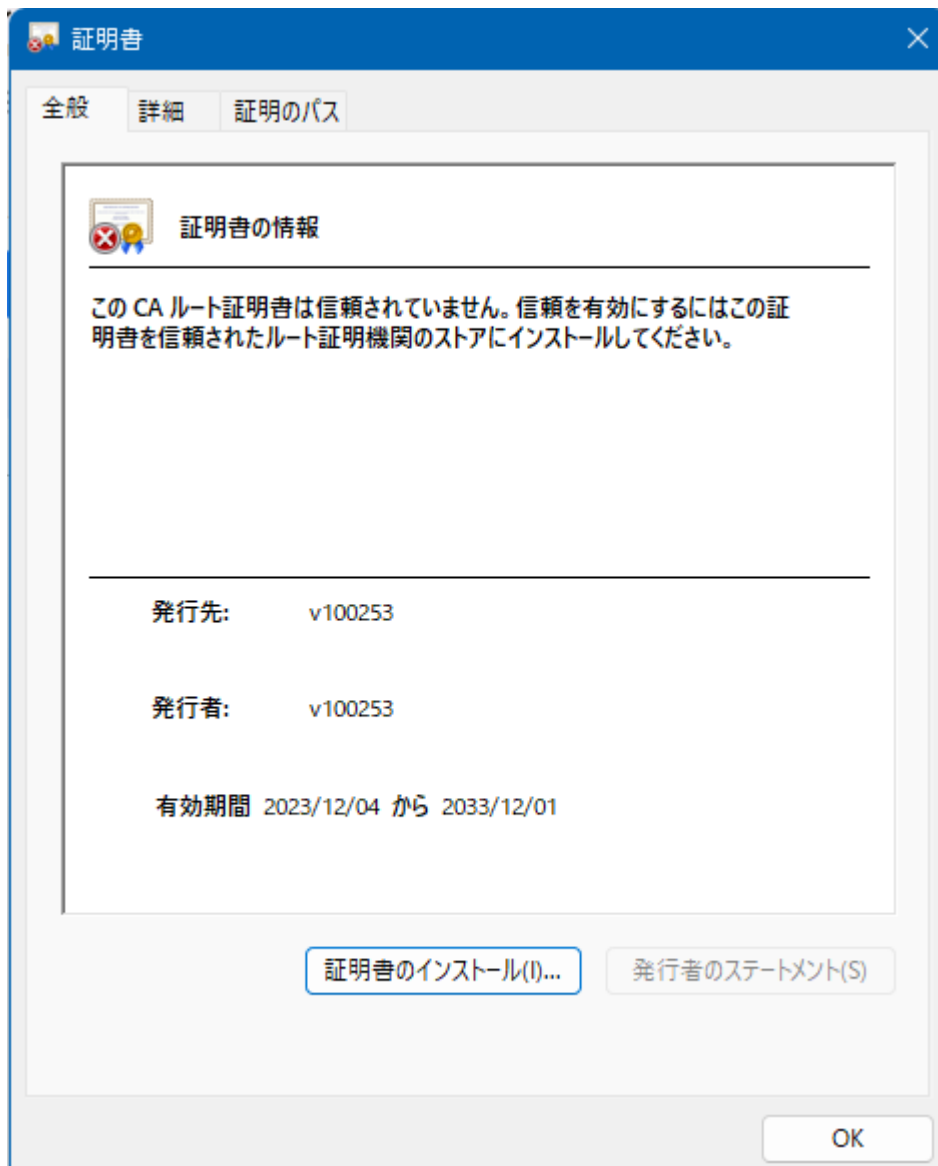 証明書
全般
詳細
証明のパス
証明書の情報
この CA ルート証明書は信頼されていません。信頼を有効にするにはこの証
明書を信頼されたルート証明機関のストアにインストールしてください。
発行先: v100253
発行者: v100253
有効期間 2023/12/04 から 2033/12/01
証明書のインストール(I)...
発行者のステートメント(S)
OK